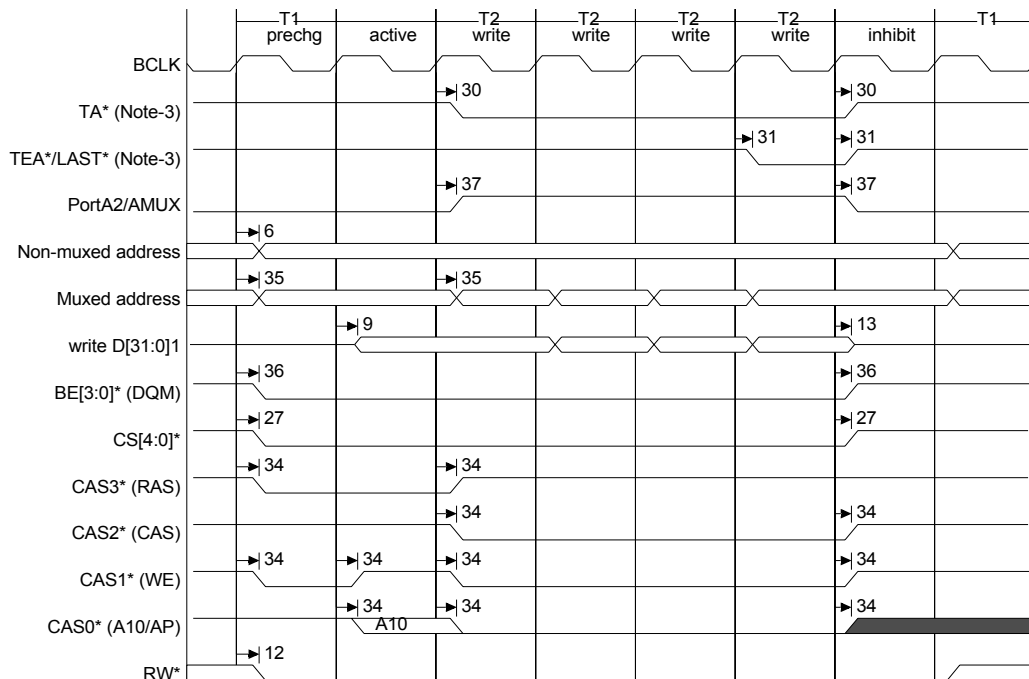 T1 T2 T2 T2 T2 T1
prechg active write write write write inhibit
BCLK
30 30
TA* (Note-3)
31 31
TEA*/LAST* (Note-3)
37 37
PortA2/AMUX
6
Non-muxed address
35 35
Muxed address
9 13
write D[31:0]1
36 36
BE[3:0]* (DQM)
27 27
CS[4:0]*
34 34
CAS3* (RAS)
34 34
CAS2* (CAS)
34 34 34 34
CAS1* (WE)
34 34 34
CAS0* (A10/AP) A10
12
RW*